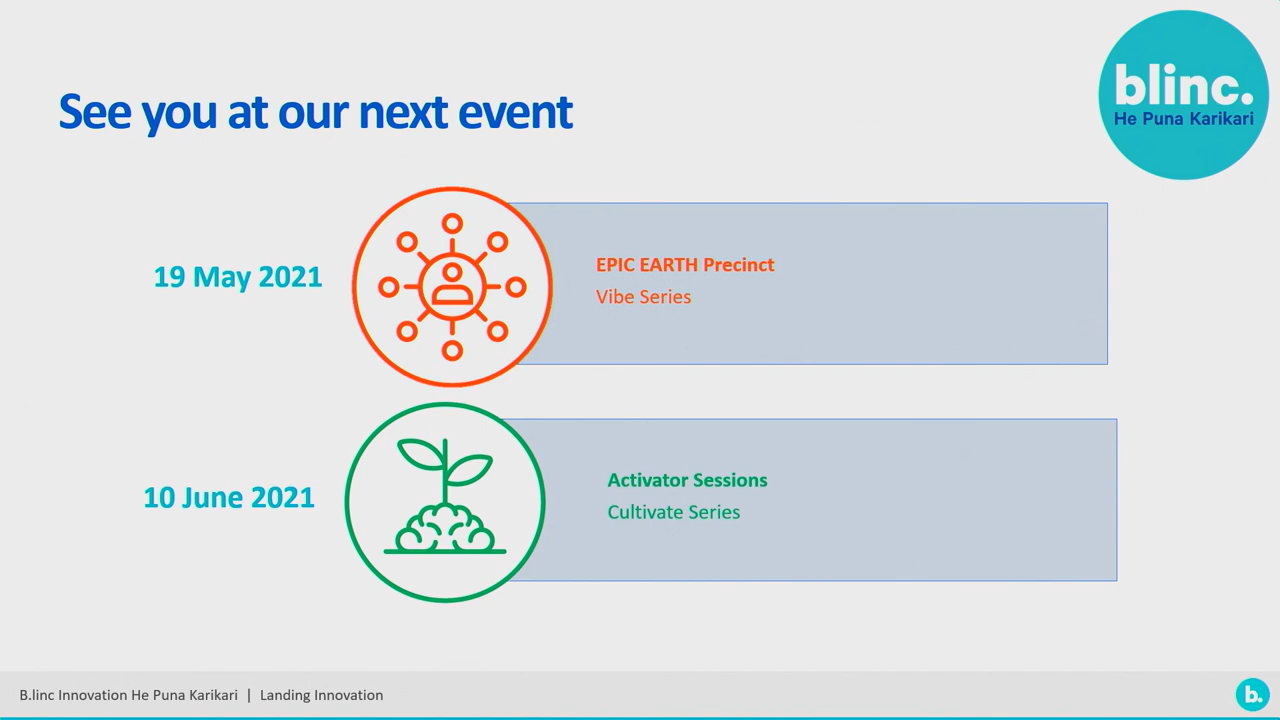 See you at our next event
blinc.
He Puna Karikari
19 May 2021
EPIC EARTH Precinct
Vibe Series
10 June 2021
Activator Sessions
Cultivate Series
B.linc Innovation He Puna Karikari | Landing Innovation
b.